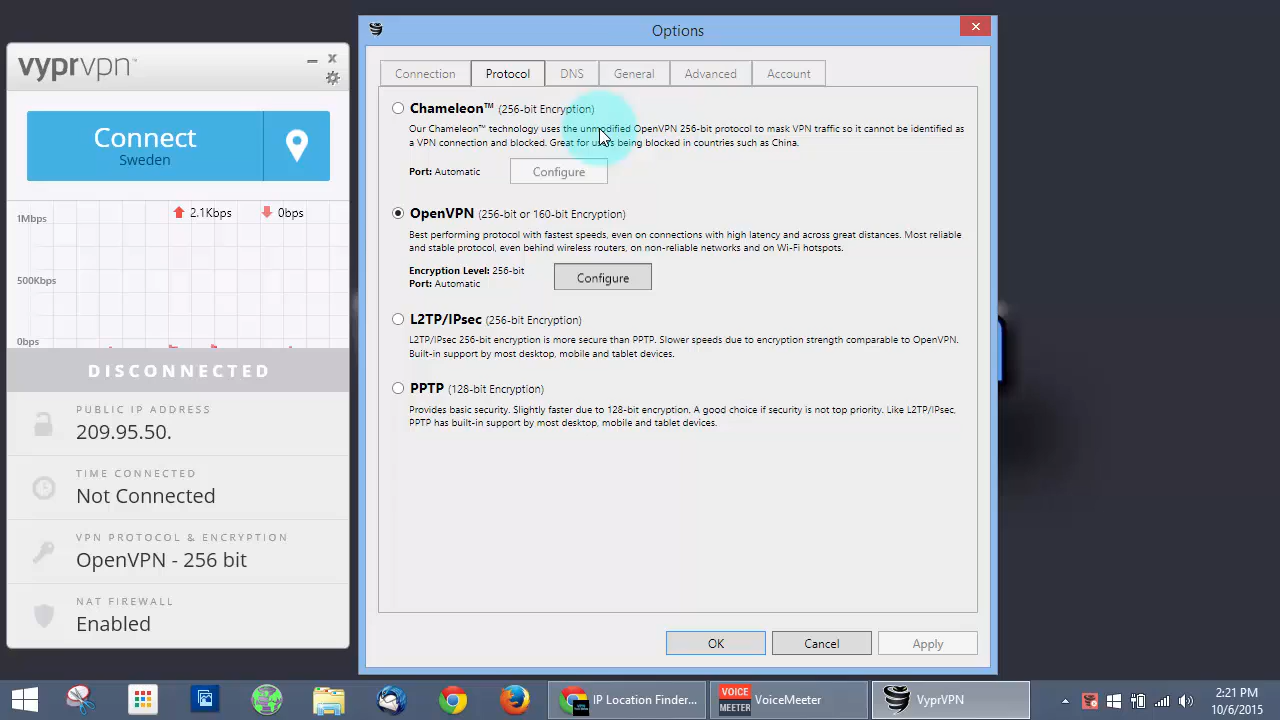 vyprvpn™
Connect
Sweden
1Mbps
2.1Kbps
0bps
500Kbps
0bps
DISCONNECTED
PUBLIC IP ADDRESS
209.95.50.
TIME CONNECTED
Not Connected
VPN PROTOCOL & ENCRYPTION
OpenVPN - 256 bit
NAT FIREWALL
Enabled
Options
Connection
Protocol
DNS
General
Advanced
Account
Chameleon™ (256-bit Encryption)
Our Chameleon™ technology uses the unmodified OpenVPN 256-bit protocol to mask VPN traffic so it cannot be identified as
a VPN connection and blocked. Great for users being blocked in countries such as China.
Port: Automatic
Configure
OpenVPN (256-bit or 160-bit Encryption)
Best performing protocol with fastest speeds, even on connections with high latency and across great distances. Most reliable
and stable protocol, even behind wireless routers, on non-reliable networks and on Wi-Fi hotspots.
Encryption Level: 256-bit
Port: Automatic
Configure
L2TP/IPsec (256-bit Encryption)
L2TP/IPsec 256-bit encryption is more secure than PPTP. Slower speeds due to encryption strength comparable to OpenVPN.
Built-in support by most desktop, mobile and tablet devices.
PPTP (128-bit Encryption)
Provides basic security. Slightly faster due to 128-bit encryption. A good choice if security is not top priority. Like L2TP/IPsec,
PPTP has built-in support by most desktop, mobile and tablet devices.
OK
Cancel
Apply
IP Location Finder...
VOICE
MEETER
VoiceMeeter
VyprVPN
2:21 PM
10/6/2015